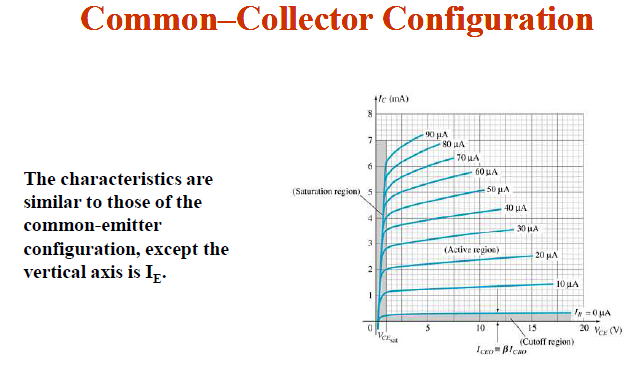 Common–Collector Configuration
The characteristics are
similar to those of the
common-emitter
configuration, except the
vertical axis is IE.
IC (mA)
8
7
6
5
4
3
2
1
0
90 µA
80 µA
70 µA
60 µA
50 µA
40 µA
30 µA
20 µA
10 µA
IB = 0 µA
(Saturation region)
(Active region)
(Cutoff region)
5
10
15
20
VCE (V)
VCEsat
ICEO ≅ βICBO